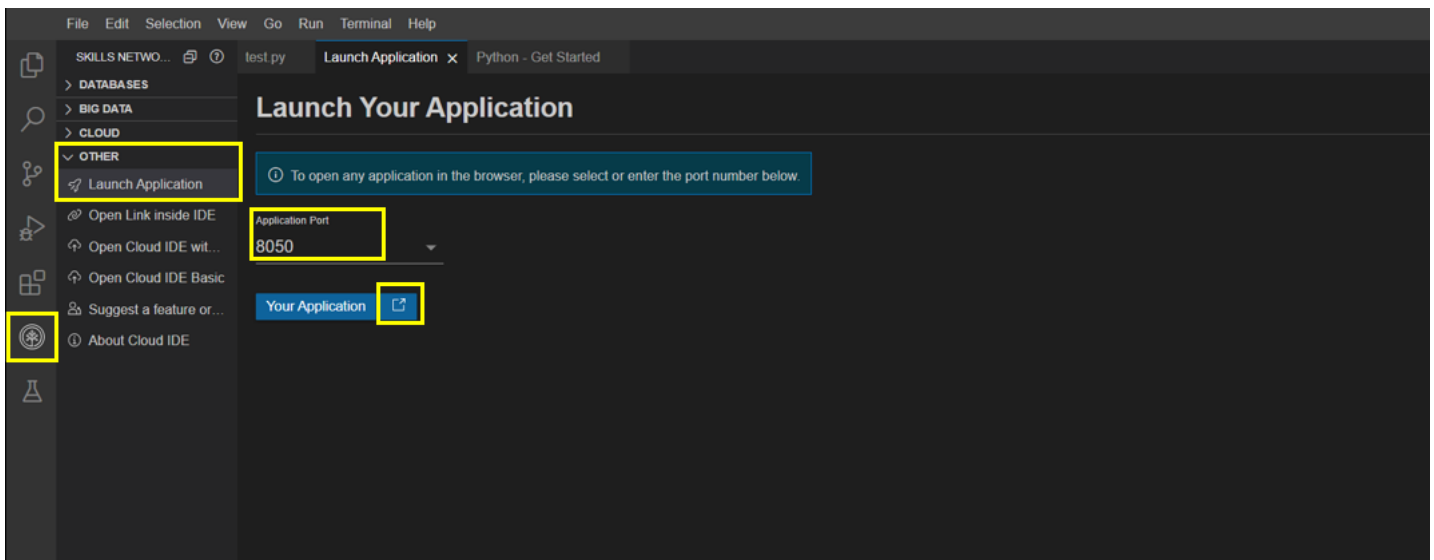 File Edit Selection View Go Run Terminal Help
SKILLS NETWO...
test.py
Launch Application
Python - Get Started
DATABASES
BIG DATA
CLOUD
OTHER
Launch Application
Open Link inside IDE
Open Cloud IDE wit...
Open Cloud IDE Basic
Suggest a feature or...
About Cloud IDE
Launch Your Application
To open any application in the browser, please select or enter the port number below.
Application Port
8050
Your Application